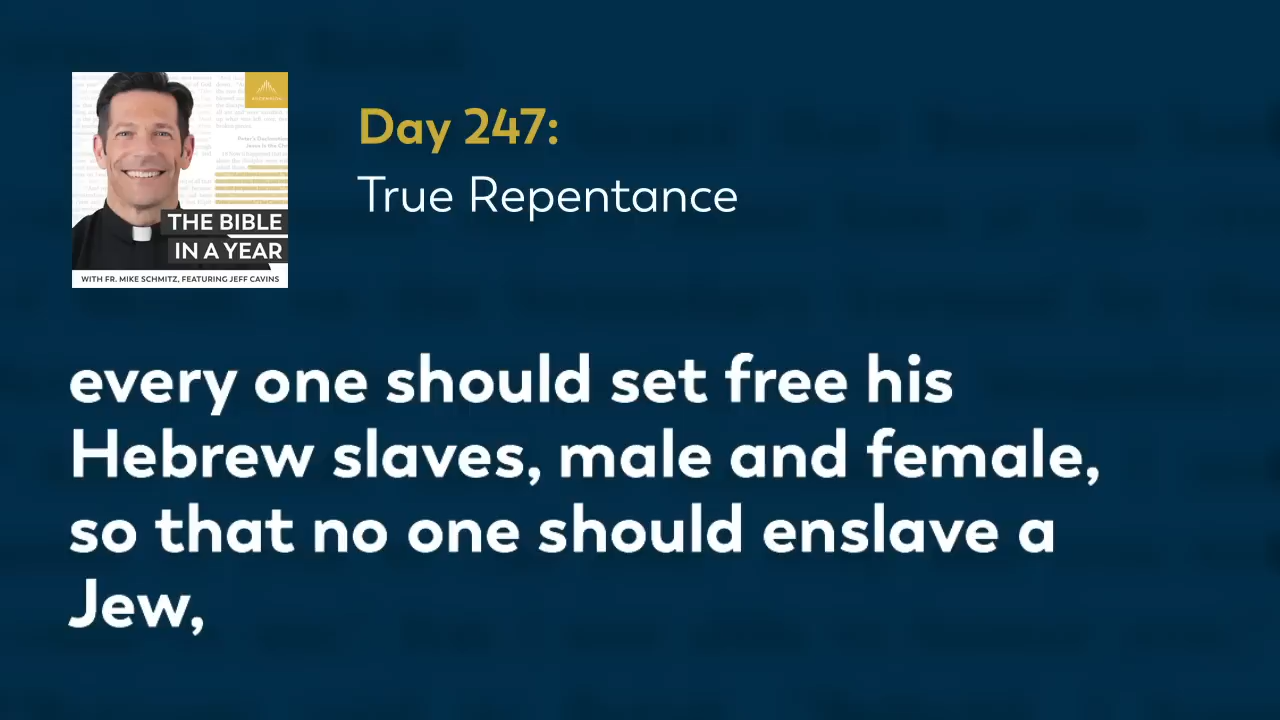 Day 247:
True Repentance
THE BIBLE
IN A YEAR
WITH FR. MIKE SCHMITZ, FEATURING JEFF CAVINS
every one should set free his
Hebrew slaves, male and female,
so that no one should enslave a
Jew,